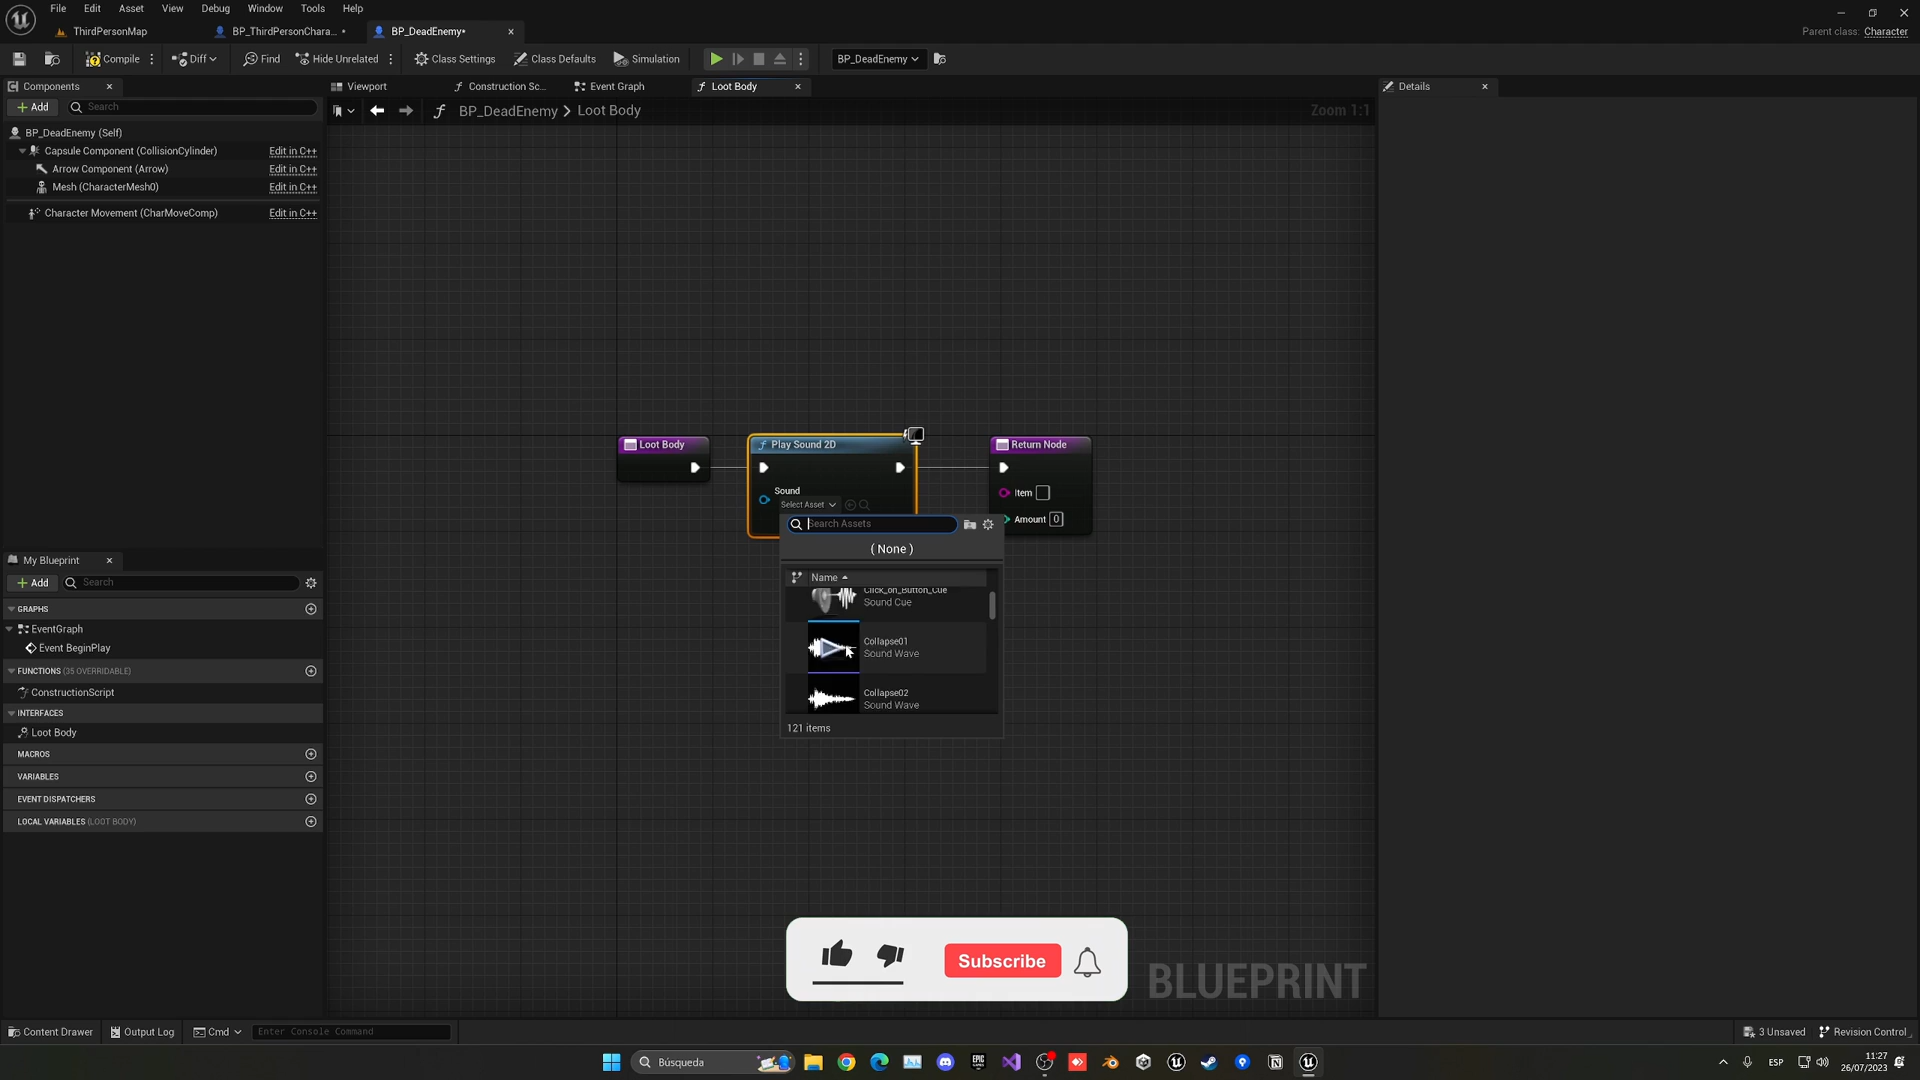 File Edit Asset View Debug Window Tools Help
ThirdPersonMap
BP_ThirdPersonChara... •
BP_DeadEnemy*
Parent class: Character
Compile
Diff
Find
Hide Unrelated
Class Settings
Class Defaults
Simulation
BP_DeadEnemy
Components
Add
Search
BP_DeadEnemy (Self)
Capsule Component (CollisionCylinder) Edit in C++
Arrow Component (Arrow) Edit in C++
Mesh (CharacterMesh0) Edit in C++
Character Movement (CharMoveComp) Edit in C++
Viewport
Construction Sc...
Event Graph
Loot Body
BP_DeadEnemy > Loot Body
Zoom 1:1
Details
Loot Body
Play Sound 2D
Sound
Select Asset
Return Node
Item
Amount 0
Search Assets
( None )
Name
Click_on_Button_Cue
Sound Cue
Collapse01
Sound Wave
Collapse02
Sound Wave
121 items
My Blueprint
Add
Search
GRAPHS
EventGraph
Event BeginPlay
FUNCTIONS (35 OVERRIDABLE)
ConstructionScript
INTERFACES
Loot Body
MACROS
VARIABLES
EVENT DISPATCHERS
LOCAL VARIABLES (LOOT BODY)
Subscribe
BLUEPRINT
Content Drawer
Output Log
Cmd
Enter Console Command
3 Unsaved
Revision Control
Búsqueda
EPIC GAMES
ESP
11:27
26/07/2023